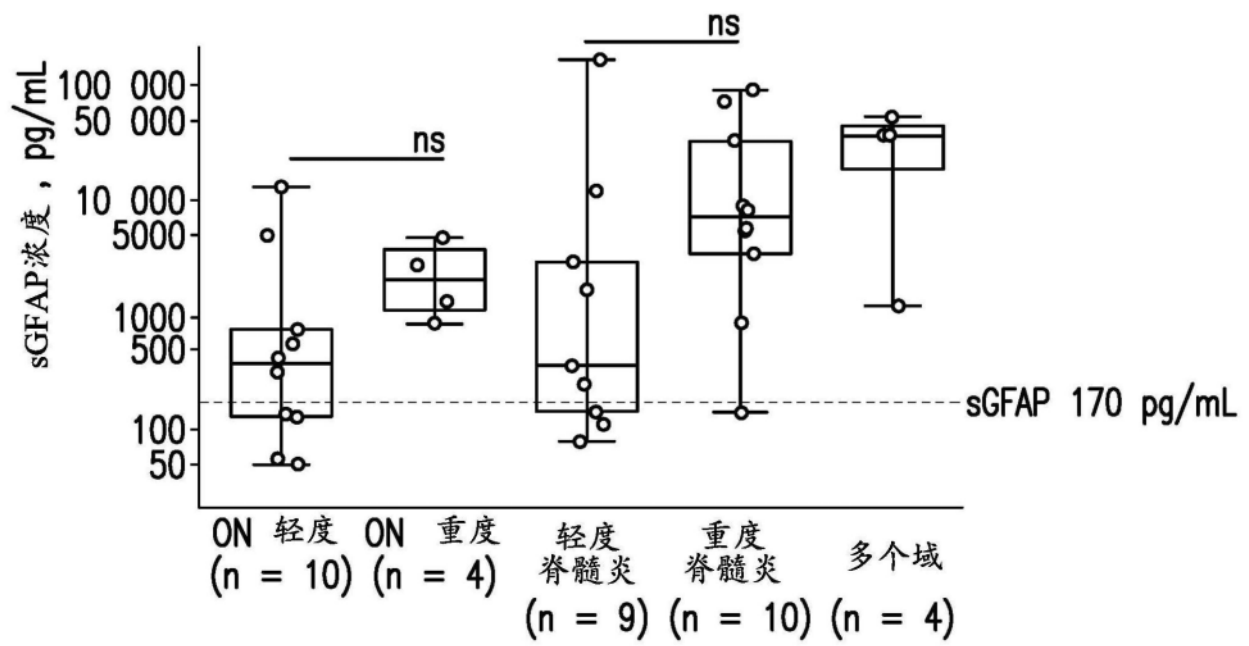 ns
ns
sGFAP浓度，pg/mL
100 000
50 000
10 000
5000
1000
500
100
50
sGFAP 170 pg/mL
ON 轻度
(n = 10)
ON 重度
(n = 4)
轻度
脊髓炎
(n = 9)
重度
脊髓炎
(n = 10)
多个域
(n = 4)